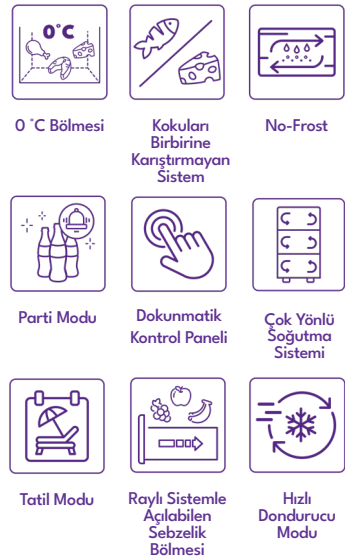 0°C
0 °C Bölmesi
Kokuları
Birbirine
Karıştırmayan
Sistem
No-Frost
Parti Modu
Dokunmatik
Kontrol Paneli
Çok Yönlü
Soğutma
Sistemi
Tatil Modu
Raylı Sistemle
Açılabilen
Sebzelik
Bölmesi
Hızlı
Dondurucu
Modu